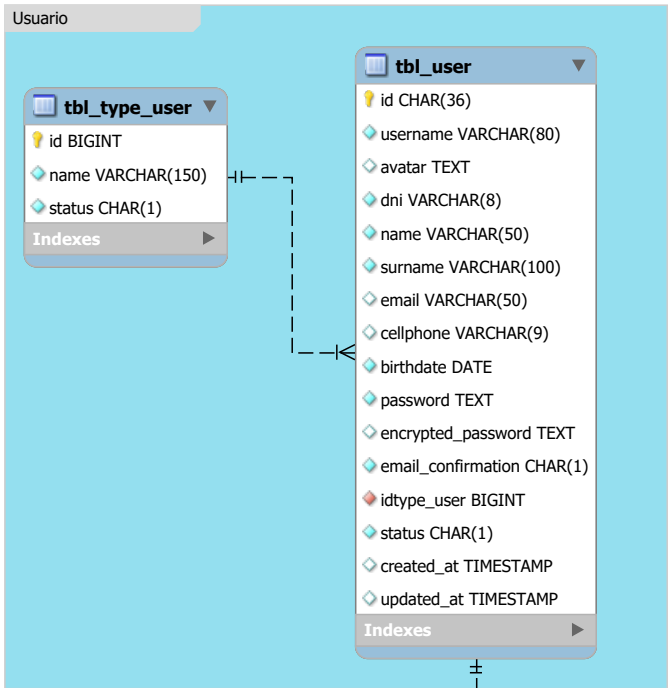 Usuario
tbl_type_user
id BIGINT
name VARCHAR(150)
status CHAR(1)
Indexes
tbl_user
id CHAR(36)
username VARCHAR(80)
avatar TEXT
dni VARCHAR(8)
name VARCHAR(50)
surname VARCHAR(100)
email VARCHAR(50)
cellphone VARCHAR(9)
birthdate DATE
password TEXT
encrypted_password TEXT
email_confirmation CHAR(1)
idtype_user BIGINT
status CHAR(1)
created_at TIMESTAMP
updated_at TIMESTAMP
Indexes